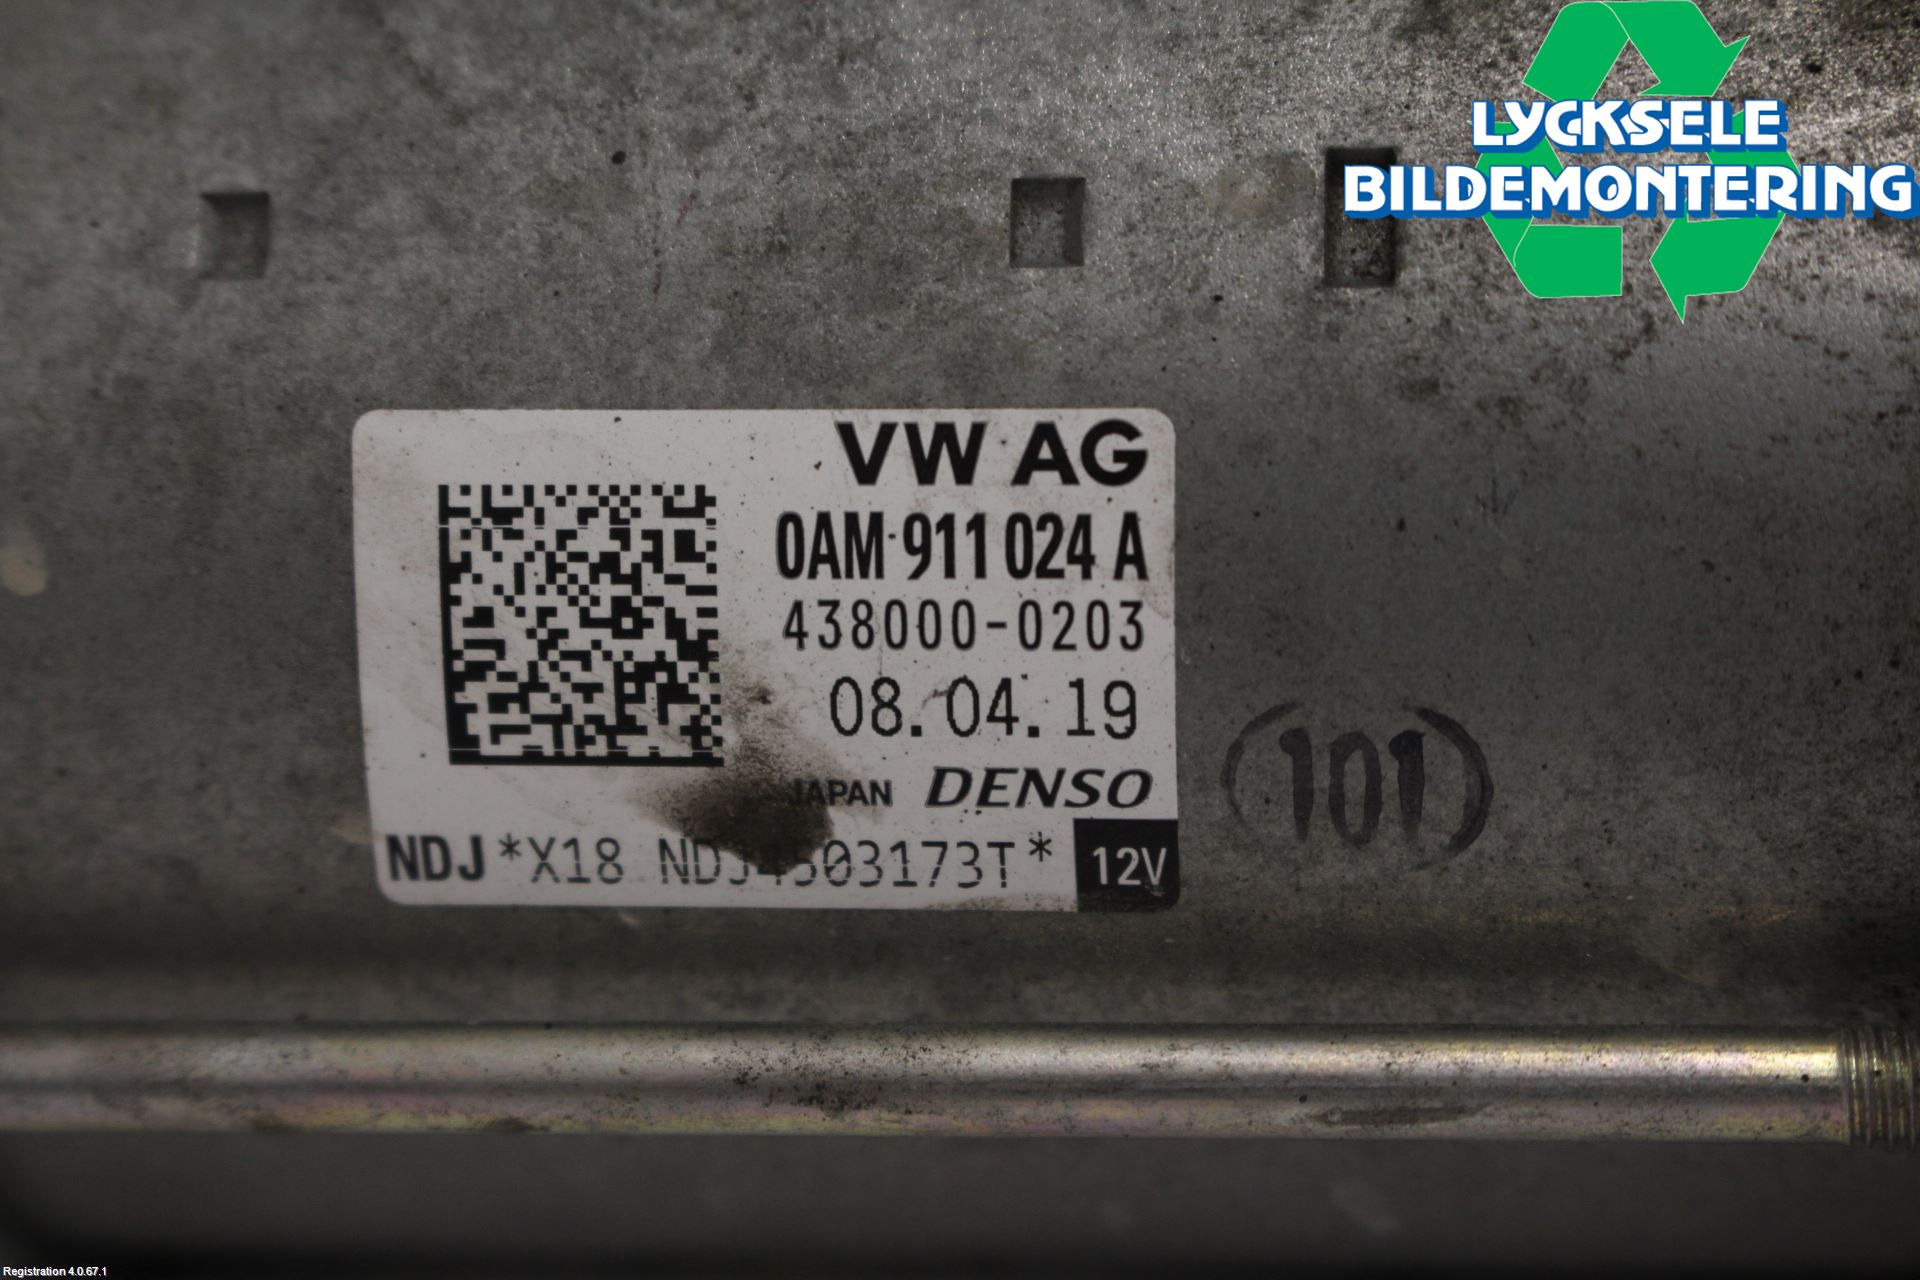 LYCKSELE
BILDEMONTERING
VW AG
0AM 911 024 A
438000-0203
08.04.19
JAPAN DENSO
NDJ *X18 NDJ4503173T* 12V
(101)
Registration 4.0.67.1